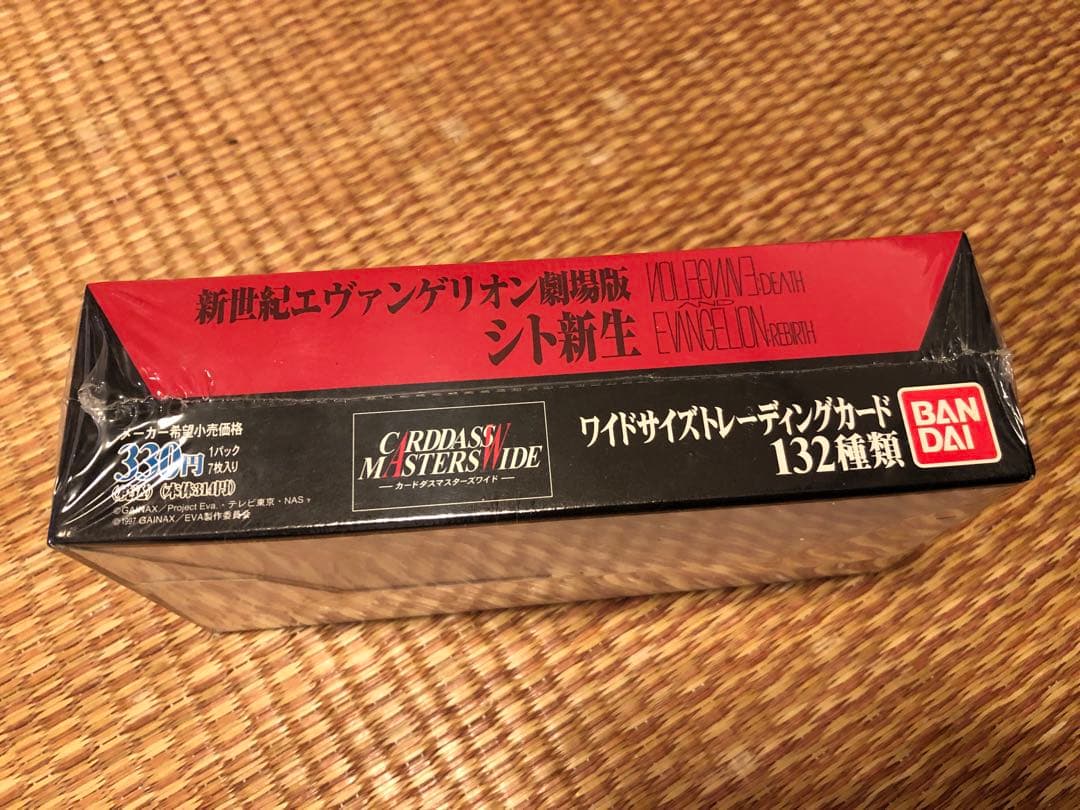 新世紀エヴァンゲリオン劇場版
シト新生
EVANGELION:DEATH
AND
EVANGELION:REBIRTH
メーカー希望小売価格
330円
1パック
7枚入り
(税込)(本体314円)
©GAINAX／Project Eva.・テレビ東京・NAS
©1997 GAINAX／EVA製作委員会
CARDDASS
MASTERS WIDE
カードダスマスターズワイド
ワイドサイズトレーディングカード
132種類
BAN
DAI